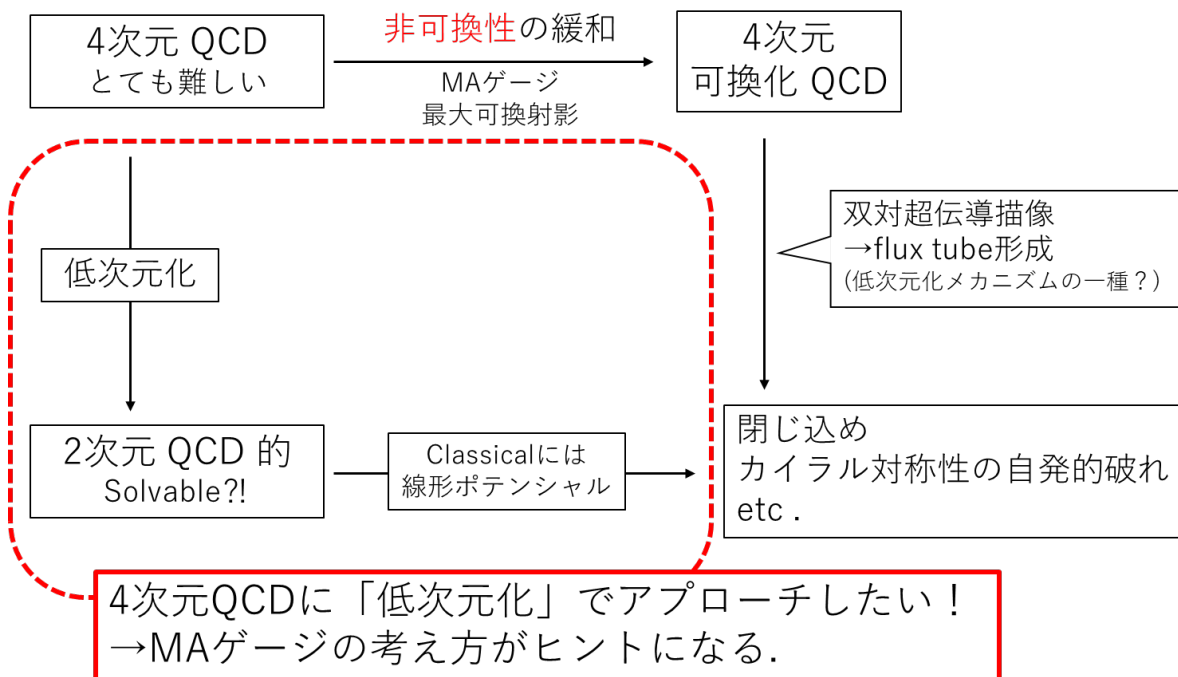 4次元 QCD
とても難しい
非可換性の緩和
MAゲージ
最大可換射影
4次元
可換化 QCD
低次元化
双対超伝導描像
→flux tube形成
(低次元化メカニズムの一種？)
2次元 QCD 的
Solvable?!
Classicalには
線形ポテンシャル
閉じ込め
カイラル対称性の自発的破れ
etc .
4次元QCDに「低次元化」でアプローチしたい！
→MAゲージの考え方がヒントになる.